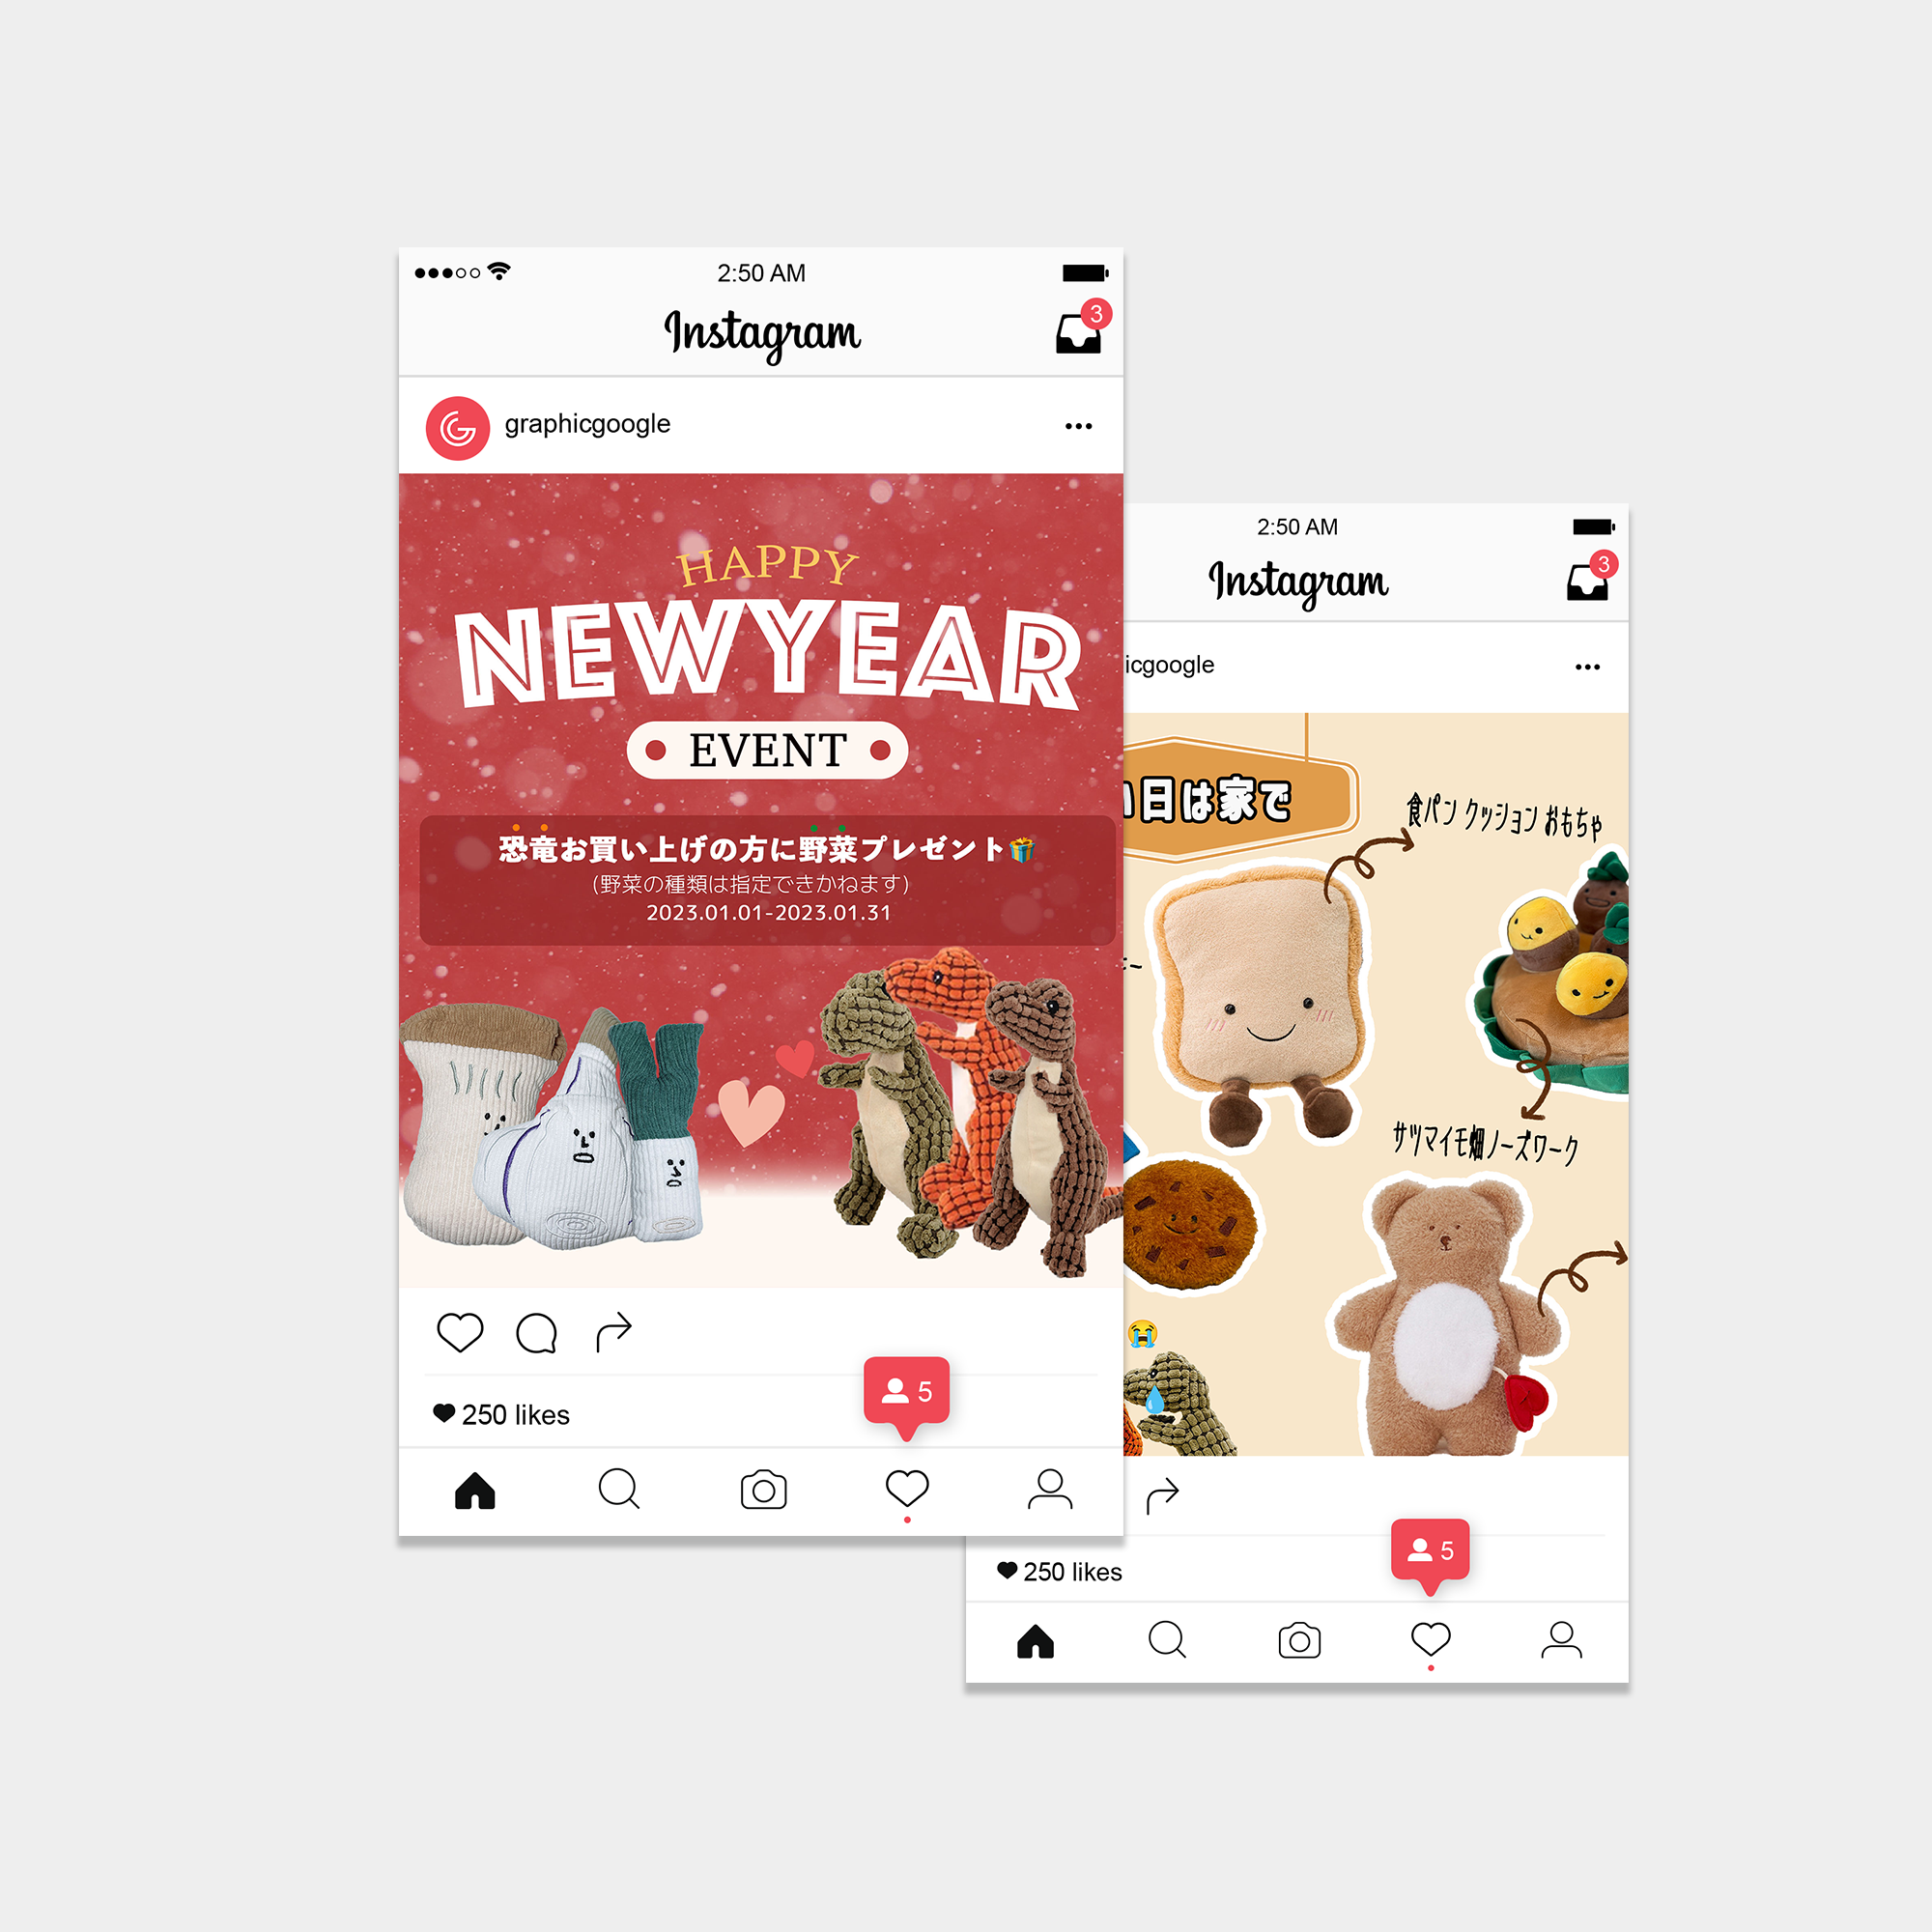 2:50 AM
Instagram
3
graphicgoogle
HAPPY
NEWYEAR
EVENT
恐竜お買い上げの方に野菜プレゼント
(野菜の種類は指定できかねます)
2023.01.01-2023.01.31
5
250 likes
2:50 AM
Instagram
3
icgoogle
い日は家で
食パン クッション おもちゃ
サツマイモ畑ノーズワーク
5
250 likes